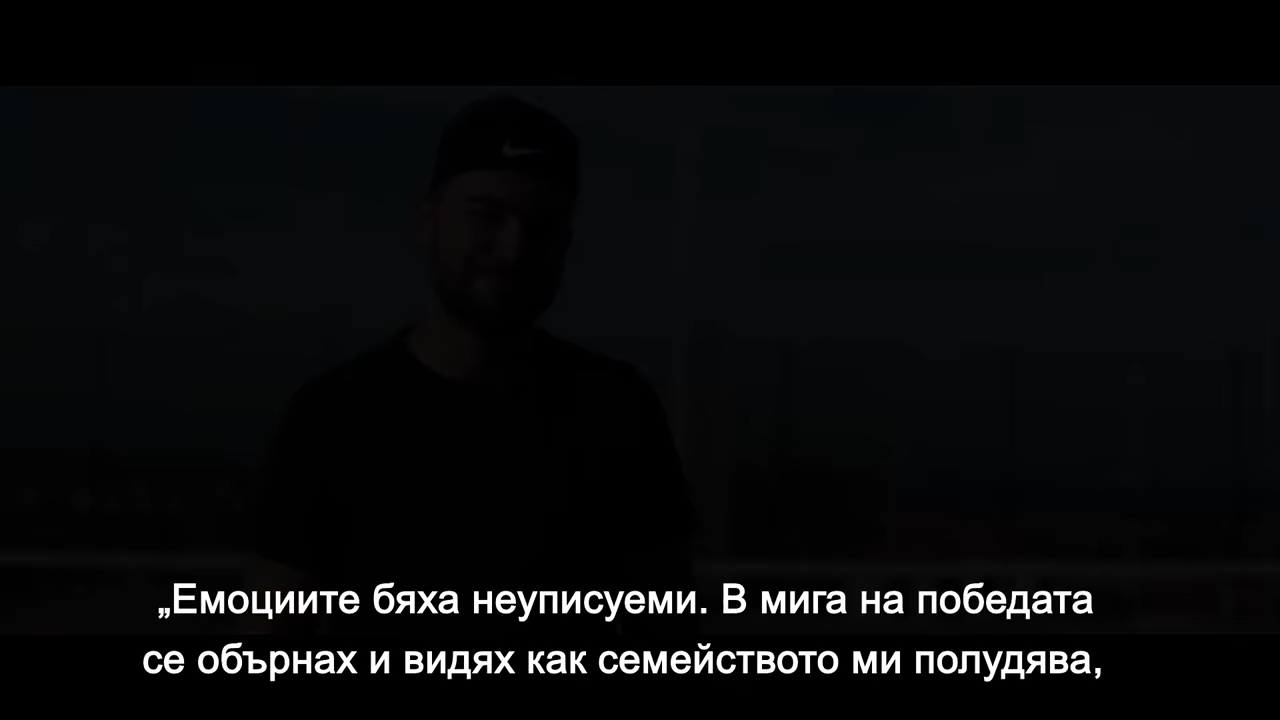 „Емоциите бяха неуписуеми. В мига на победата
се обърнах и видях как семейството ми полудява,